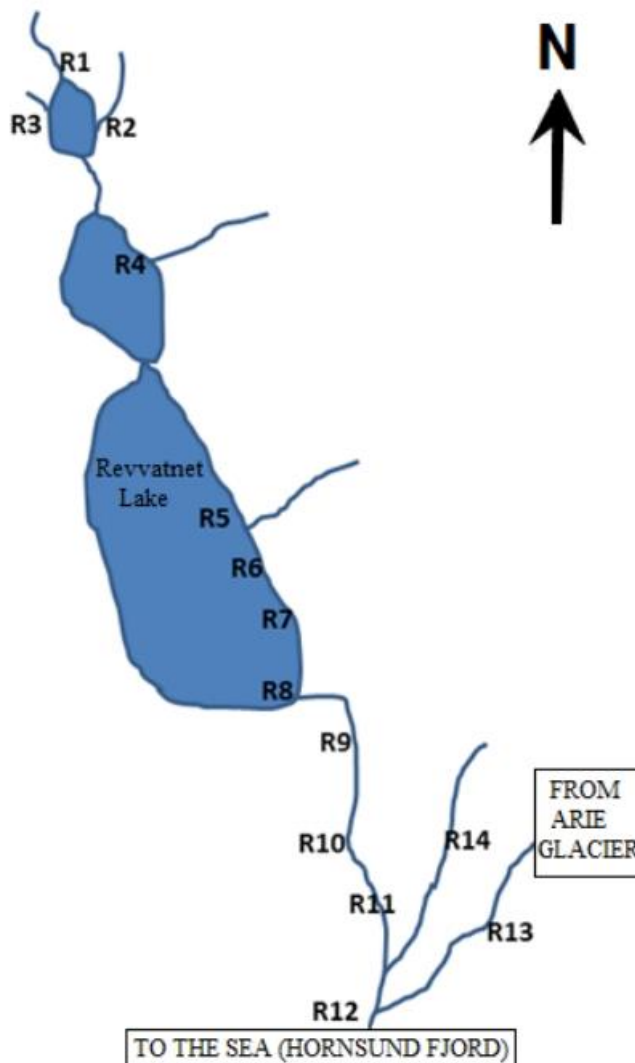 N
R1
R3
R2
R4
Revvatnet
Lake
R5
R6
R7
R8
R9
FROM
ARIE
GLACIER
R10
R14
R11
R13
R12
TO THE SEA (HORNSUND FJORD)